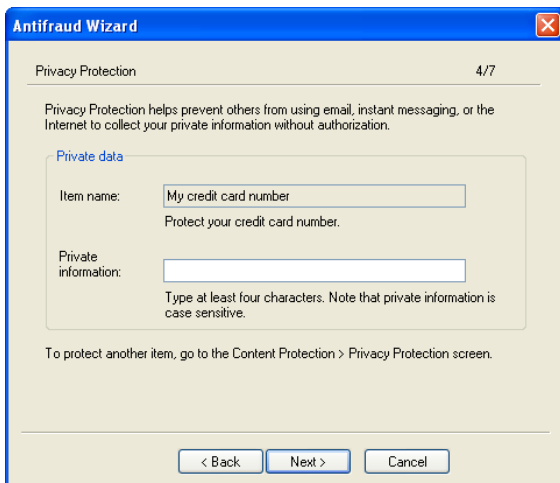 Antifraud Wizard
Privacy Protection 4/7
Privacy Protection helps prevent others from using email, instant messaging, or the
Internet to collect your private information without authorization.
Private data
Item name: My credit card number
Protect your credit card number.
Private
information:
Type at least four characters. Note that private information is
case sensitive.
To protect another item, go to the Content Protection > Privacy Protection screen.
< Back Next > Cancel